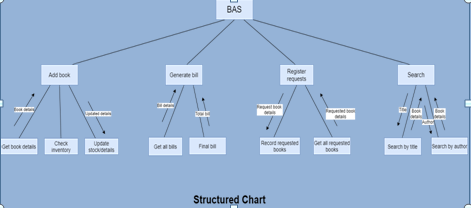 BAS
Add book
Generate bill
Register
requests
Search
Book details
Updated details
Bill details
Total bill
Request book
details
Requested book
details
Title
Book
details
Author
Book
details
Get book details
Check
inventory
Update
stock/details
Get all bills
Final bill
Record requested
books
Get all requested
books
Search by title
Search by author
Structured Chart